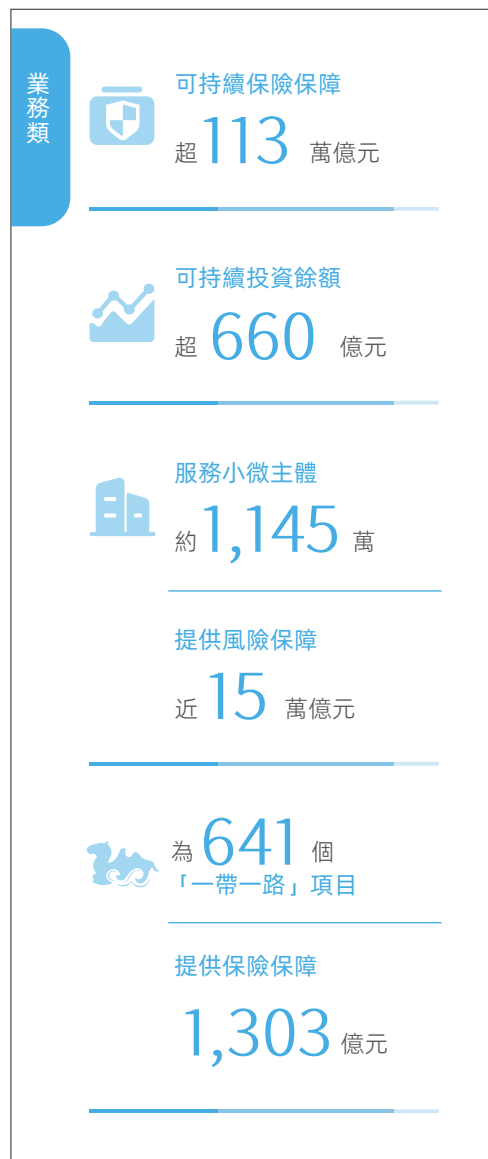 業務類
可持續保險保障
超 113 萬億元
可持續投資餘額
超 660 億元
服務小微主體
約 1,145 萬
提供風險保障
近 15 萬億元
為 641 個
「一帶一路」項目
提供保險保障
1,303 億元